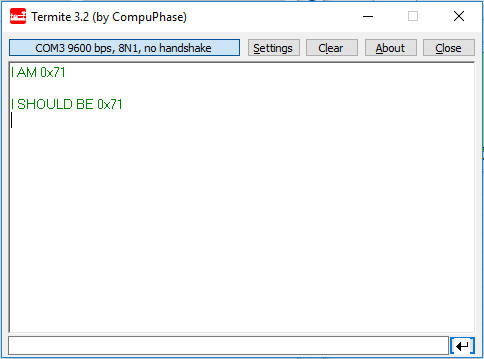 Termite 3.2 (by CompuPhase)
COM3 9600 bps, 8N1, no handshake
Settings
Clear
About
Close
I AM 0x71
I SHOULD BE 0x71